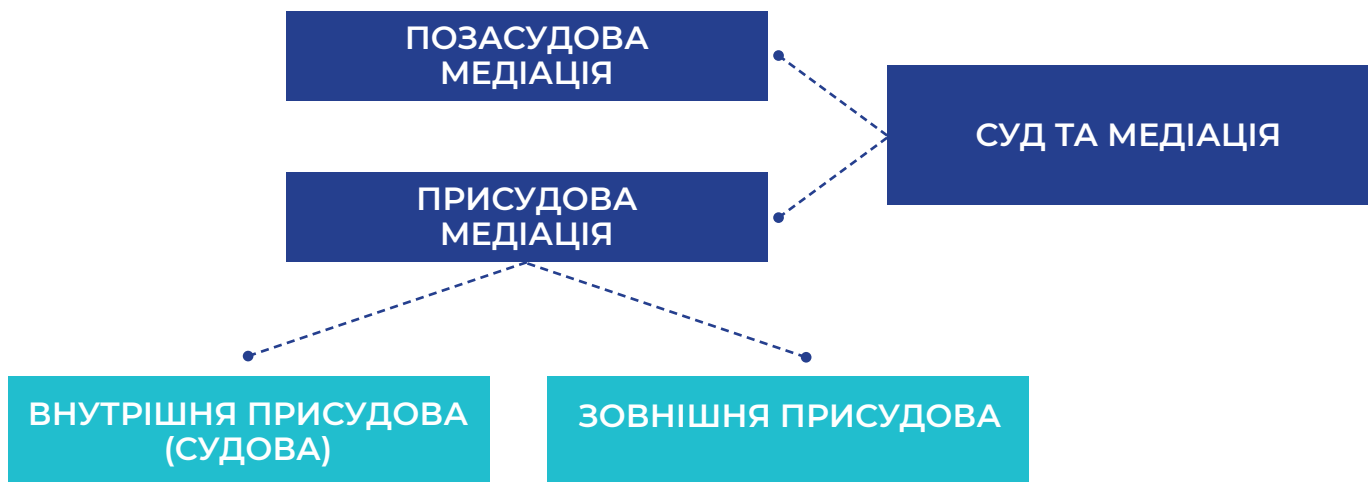 ПОЗАСУДОВА
МЕДІАЦІЯ
СУД ТА МЕДІАЦІЯ
ПРИСУДОВА
МЕДІАЦІЯ
ВНУТРІШНЯ ПРИСУДОВА
(СУДОВА)
ЗОВНІШНЯ ПРИСУДОВА